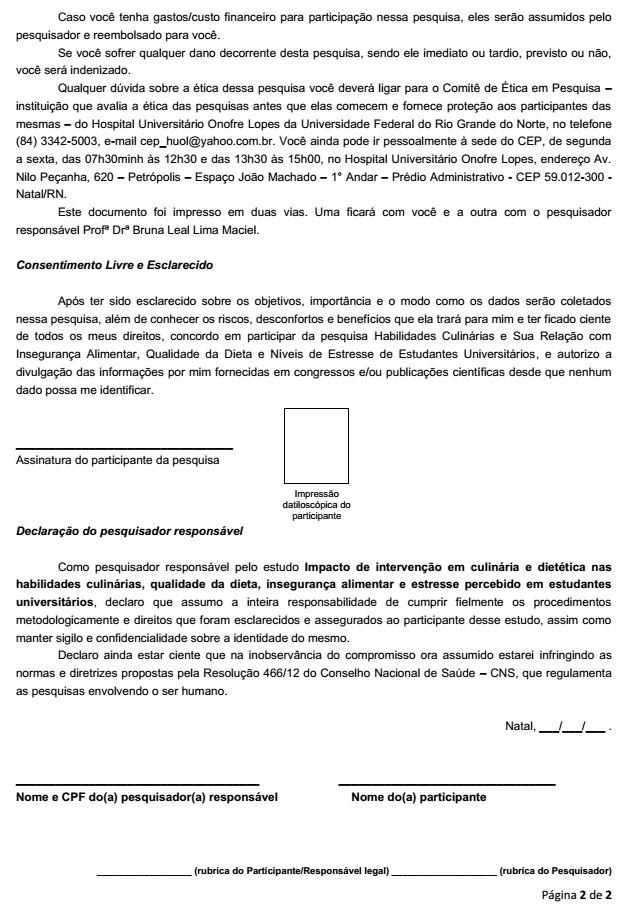 Caso você tenha gastos/custo financeiro para participação nessa pesquisa, eles serão assumidos pelo
pesquisador e reembolsado para você.
Se você sofrer qualquer dano decorrente desta pesquisa, sendo ele imediato ou tardio, previsto ou não,
você será indenizado.
Qualquer dúvida sobre a ética dessa pesquisa você deverá ligar para o Comitê de Ética em Pesquisa –
instituição que avalia a ética das pesquisas antes que elas comecem e fornece proteção aos participantes das
mesmas – do Hospital Universitário Onofre Lopes da Universidade Federal do Rio Grande do Norte, no telefone
(84) 3342-5003, e-mail cep_huol@yahoo.com.br. Você ainda pode ir pessoalmente à sede do CEP, de segunda
a sexta, das 07h30minh às 12h30 e das 13h30 às 15h00, no Hospital Universitário Onofre Lopes, endereço Av.
Nilo Peçanha, 620 – Petrópolis – Espaço João Machado – 1° Andar – Prédio Administrativo - CEP 59.012-300 -
Natal/RN.
Este documento foi impresso em duas vias. Uma ficará com você e a outra com o pesquisador
responsável Profª Drª Bruna Leal Lima Maciel.
Consentimento Livre e Esclarecido
Após ter sido esclarecido sobre os objetivos, importância e o modo como os dados serão coletados
nessa pesquisa, além de conhecer os riscos, desconfortos e benefícios que ela trará para mim e ter ficado ciente
de todos os meus direitos, concordo em participar da pesquisa Habilidades Culinárias e Sua Relação com
Insegurança Alimentar, Qualidade da Dieta e Níveis de Estresse de Estudantes Universitários, e autorizo a
divulgação das informações por mim fornecidas em congressos e/ou publicações científicas desde que nenhum
dado possa me identificar.
Assinatura do participante da pesquisa
Impressão
datiloscópica do
participante
Declaração do pesquisador responsável
Como pesquisador responsável pelo estudo Impacto de intervenção em culinária e dietética nas
habilidades culinárias, qualidade da dieta, insegurança alimentar e estresse percebido em estudantes
universitários, declaro que assumo a inteira responsabilidade de cumprir fielmente os procedimentos
metodologicamente e direitos que foram esclarecidos e assegurados ao participante desse estudo, assim como
manter sigilo e confidencialidade sobre a identidade do mesmo.
Declaro ainda estar ciente que na inobservância do compromisso ora assumido estarei infringindo as
normas e diretrizes propostas pela Resolução 466/12 do Conselho Nacional de Saúde – CNS, que regulamenta
as pesquisas envolvendo o ser humano.
Natal, ___/___/___ .
Nome e CPF do(a) pesquisador(a) responsável Nome do(a) participante
__________________ (rubrica do Participante/Responsável legal) ____________________ (rubrica do Pesquisador)
Página 2 de 2